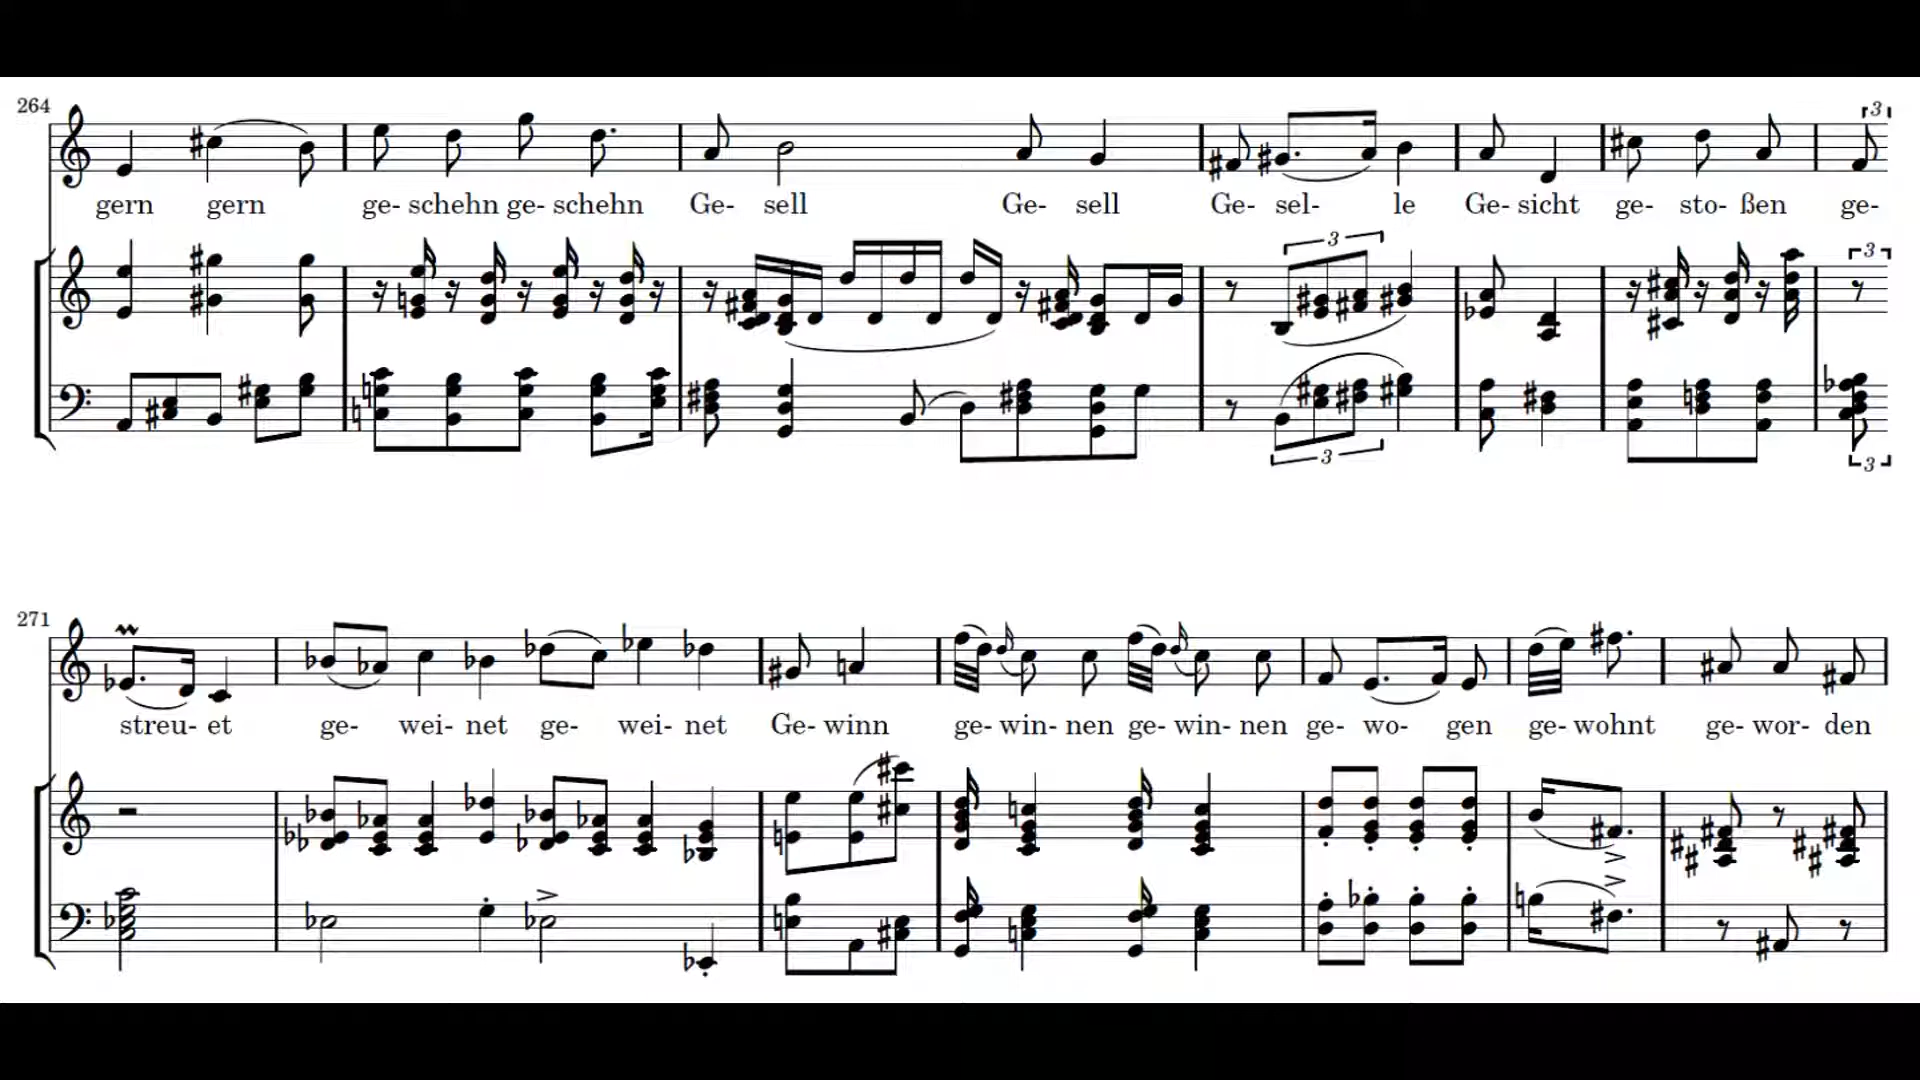 264
3
gern gern ge- schehn ge- schehn Ge- sell Ge- sell Ge- sel- le Ge- sicht ge- sto- ßen ge-
3 3
3 3
271
streu- et ge- wei- net ge- wei- net Ge- winn ge- win- nen ge- win- nen ge- wo- gen ge- wohnt ge- wor- den